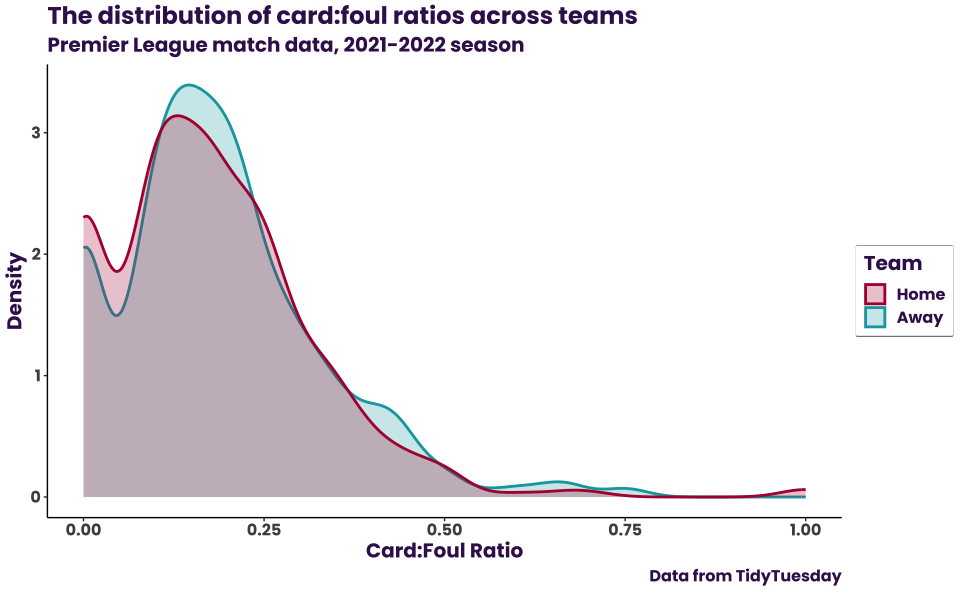 The distribution of card:foul ratios across teams
Premier League match data, 2021-2022 season
3
2
1
0
Density
0.00 0.25 0.50 0.75 1.00
Card:Foul Ratio
Team
Home
Away
Data from TidyTuesday